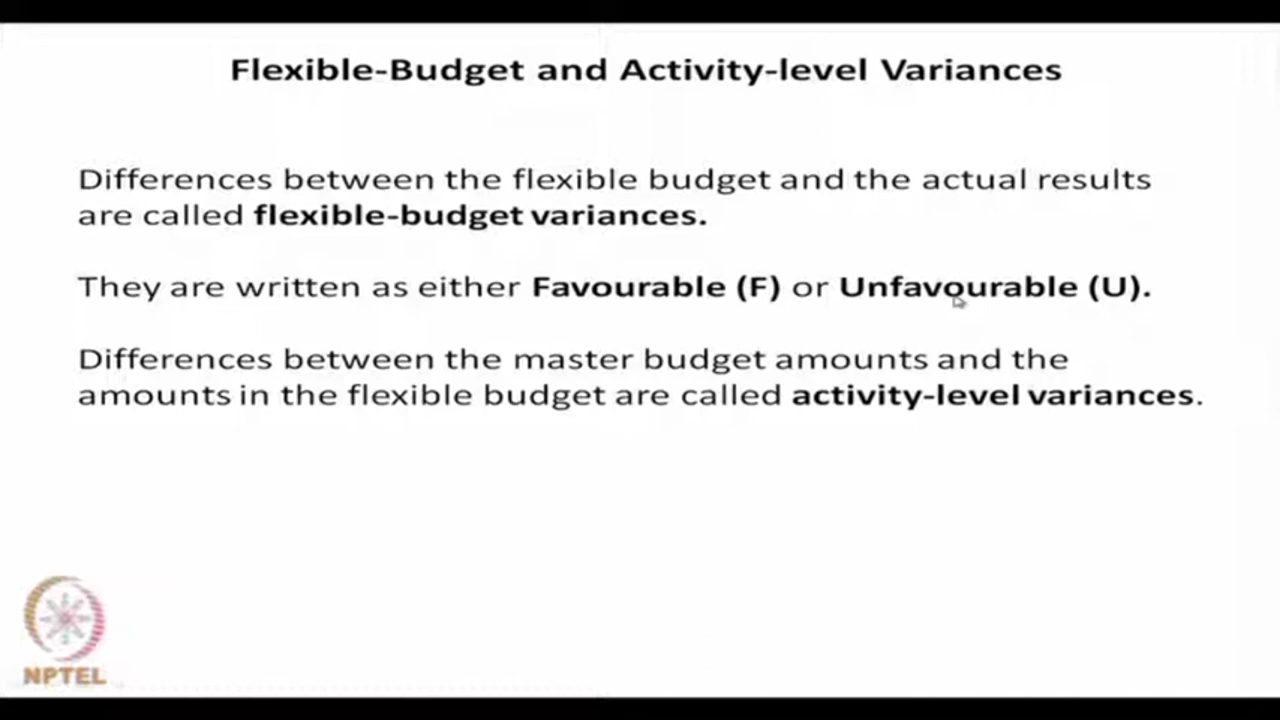 Flexible-Budget and Activity-level Variances
Differences between the flexible budget and the actual results
are called flexible-budget variances.
They are written as either Favourable (F) or Unfavourable (U).
Differences between the master budget amounts and the
amounts in the flexible budget are called activity-level variances.
NPTEL